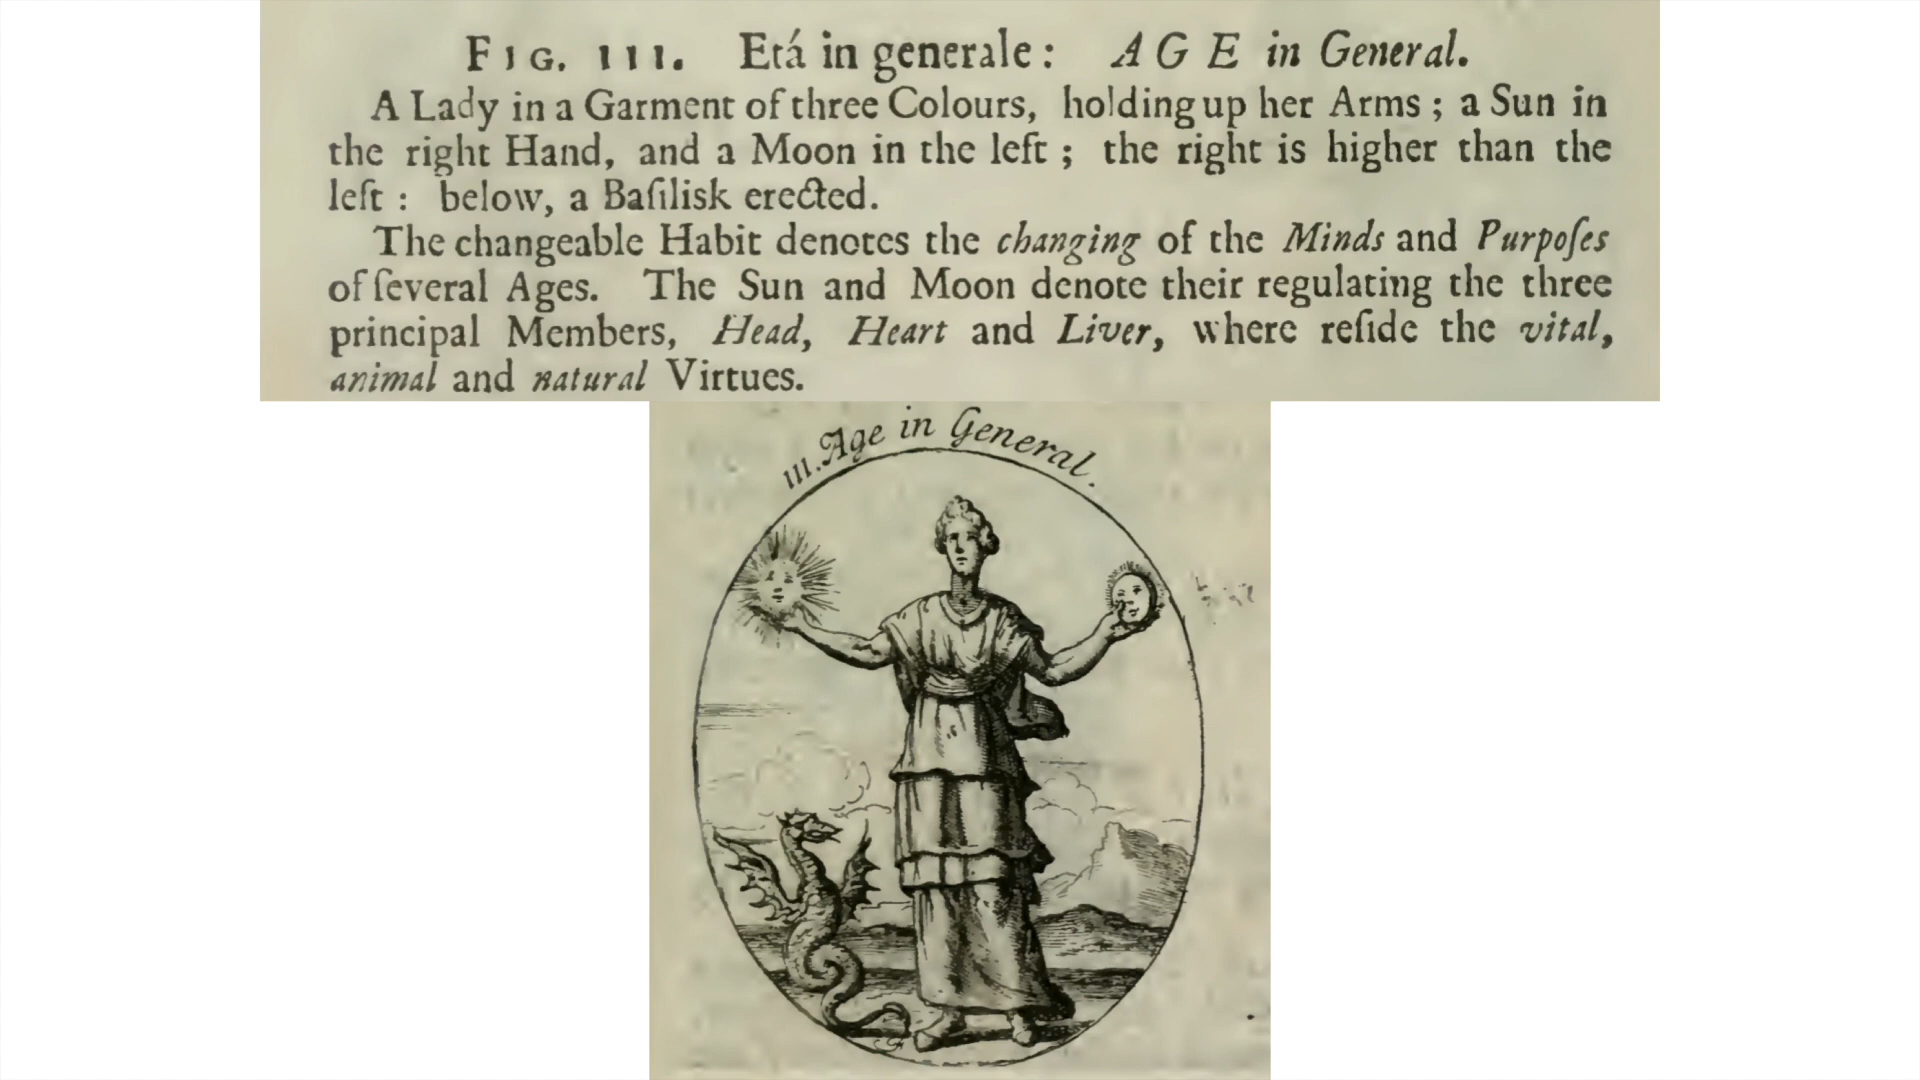 FIG. III. Etá in generale: AGE in General.
A Lady in a Garment of three Colours, holding up her Arms; a Sun in
the right Hand, and a Moon in the left; the right is higher than the
left: below, a Baſilisk erected.
The changeable Habit denotes the changing of the Minds and Purpoſes
of ſeveral Ages. The Sun and Moon denote their regulating the three
principal Members, Head, Heart and Liver, where reſide the vital,
animal and natural Virtues.
III. Age in General.